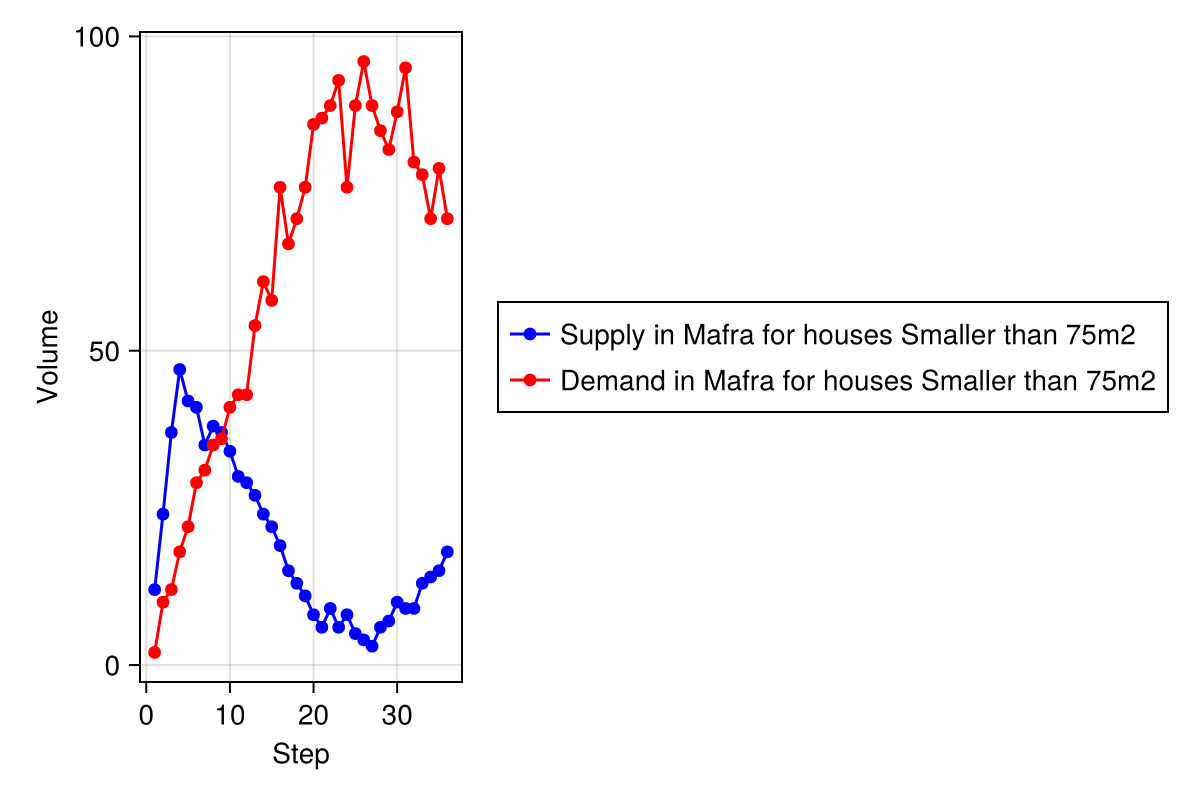 100
50
0
Volume
0 10 20 30
Step
Supply in Mafra for houses Smaller than 75m2
Demand in Mafra for houses Smaller than 75m2